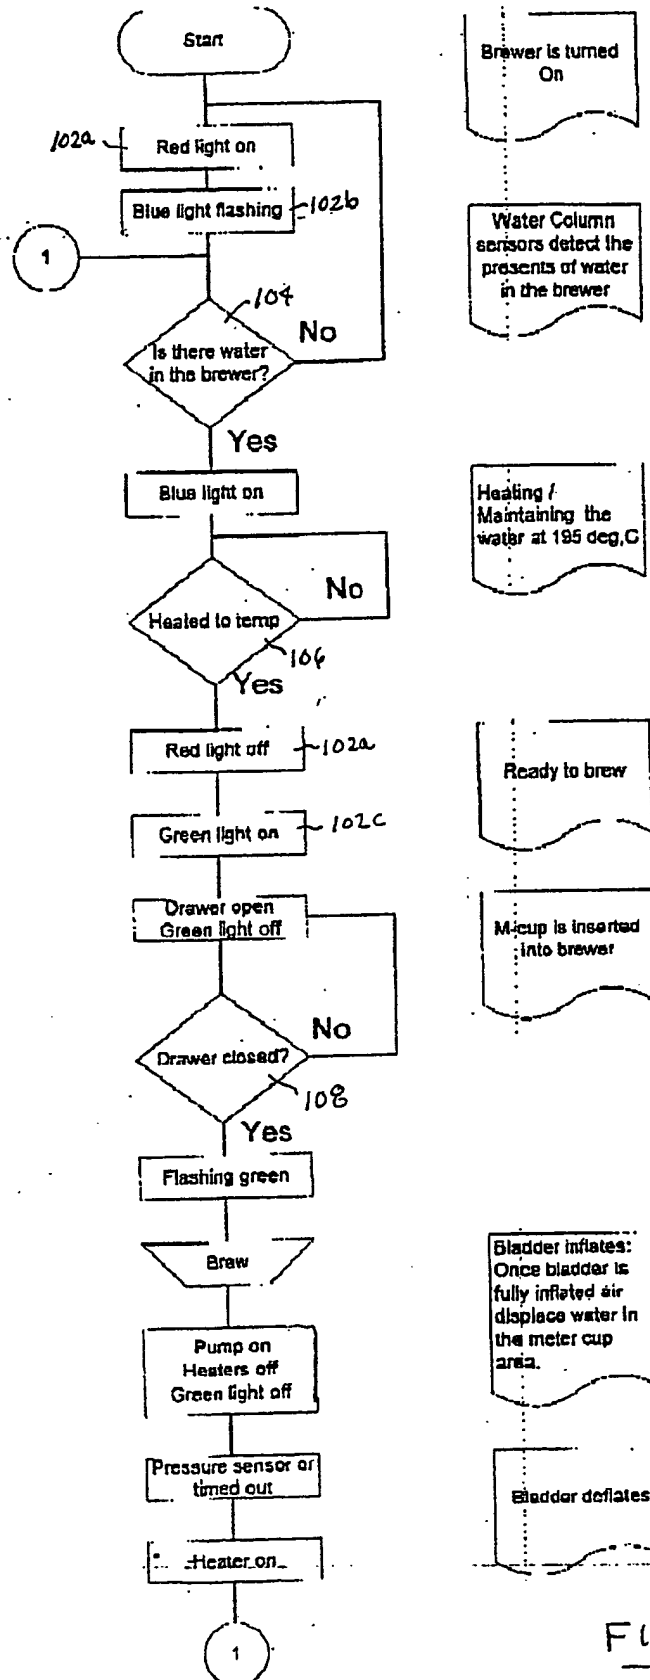 Start
Brewer is turned
On
102a
Red light on
Blue light flashing
102b
1
Water Column
sensors detect the
presents of water
in the brewer
104
No
Is there water
in the brewer?
Yes
Blue light on
Heating /
Maintaining the
water at 195 deg,C
No
Heated to temp
106
Yes
Red light off
102a
Ready to brew
Green light on
102C
Drawer open
Green light off
M-cup is inserted
into brewer
No
Drawer closed?
108
Yes
Flashing green
Brew
Bladder inflates:
Once bladder is
fully inflated air
displace water in
the meter cup
area.
Pump on
Heaters off
Green light off
Pressure sensor or
timed out
Bladder deflates
Heater on
1